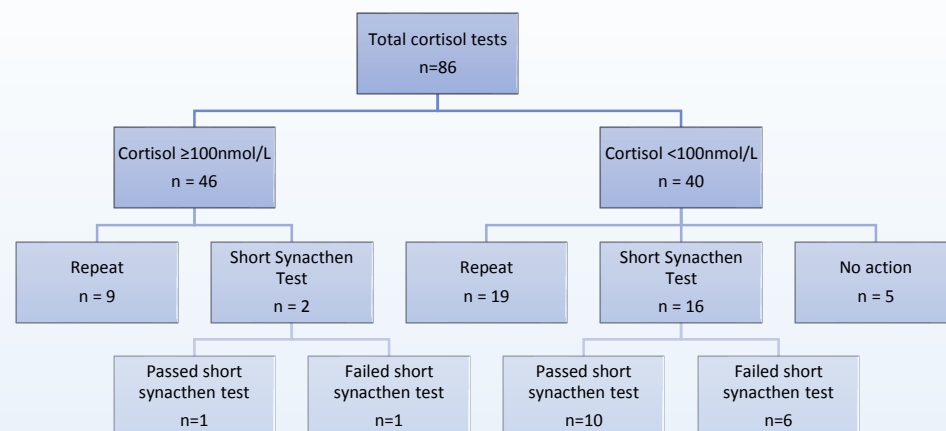 Total cortisol tests
n=86
Cortisol ≥100nmol/L
n = 46
Cortisol <100nmol/L
n = 40
Repeat
n = 9
Short Synacthen
Test
n = 2
Repeat
n = 19
Short Synacthen
Test
n = 16
No action
n = 5
Passed short
synacthen test
n=1
Failed short
synacthen test
n=1
Passed short
synacthen test
n=10
Failed short
synacthen test
n=6